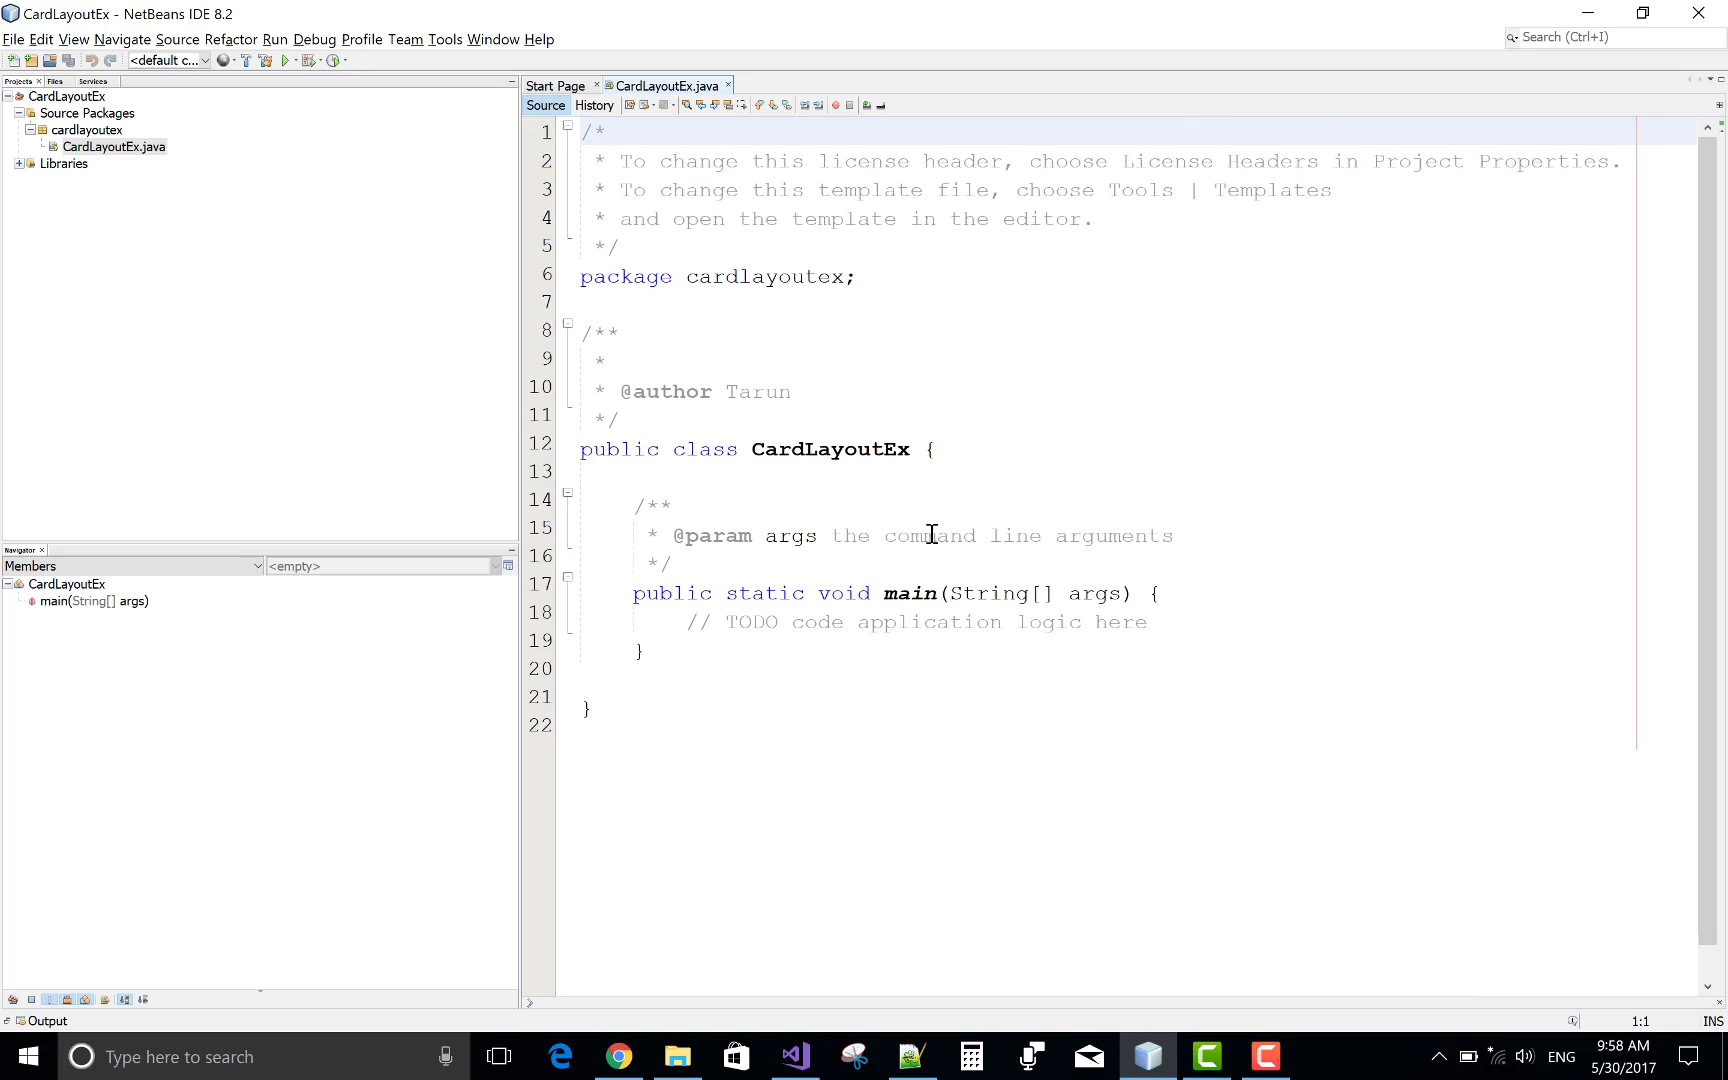 CardLayoutEx - NetBeans IDE 8.2
File Edit View Navigate Source Refactor Run Debug Profile Team Tools Window Help
Search (Ctrl+I)
<default c...
Projects Files Services
CardLayoutEx
Source Packages
cardlayoutex
CardLayoutEx.java
Libraries
Navigator
Members
<empty>
CardLayoutEx
main(String[] args)
Output
Start Page CardLayoutEx.java
Source History
1 /*
2 * To change this license header, choose License Headers in Project Properties.
3 * To change this template file, choose Tools | Templates
4 * and open the template in the editor.
5 */
6 package cardlayoutex;
7
8 /**
9 *
10 * @author Tarun
11 */
12 public class CardLayoutEx {
13
14 /**
15 * @param args the command line arguments
16 */
17 public static void main(String[] args) {
18 // TODO code application logic here
19 }
20
21 }
22
1:1 INS
Type here to search
ENG
9:58 AM
5/30/2017